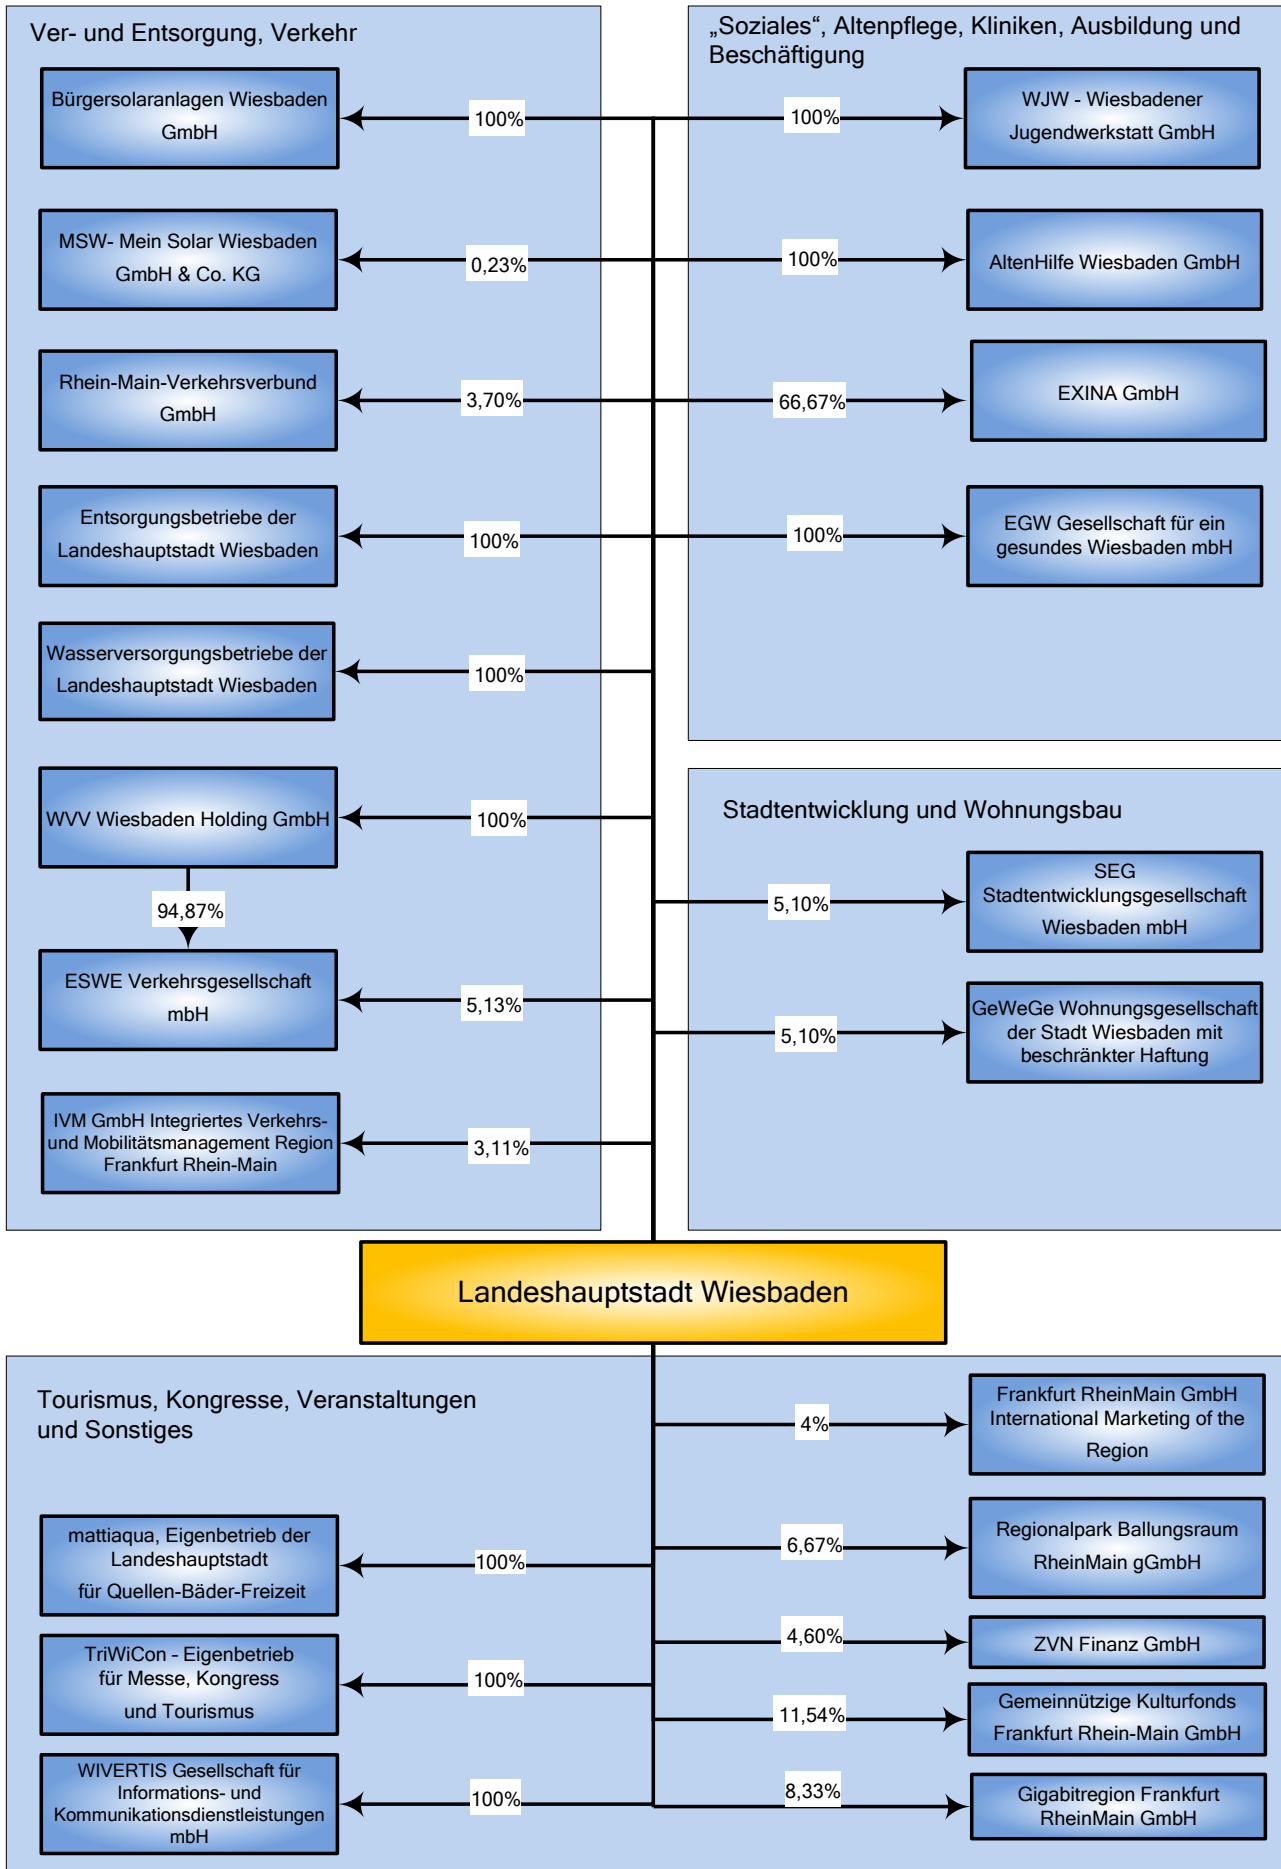 Ver- und Entsorgung, Verkehr
Bürgersolaranlagen Wiesbaden
GmbH
100%
MSW- Mein Solar Wiesbaden
GmbH & Co. KG
0,23%
Rhein-Main-Verkehrsverbund
GmbH
3,70%
Entsorgungsbetriebe der
Landeshauptstadt Wiesbaden
100%
Wasserversorgungsbetriebe der
Landeshauptstadt Wiesbaden
100%
WVV Wiesbaden Holding GmbH
100%
94,87%
ESWE Verkehrsgesellschaft
mbH
5,13%
IVM GmbH Integriertes Verkehrs-
und Mobilitätsmanagement Region
Frankfurt Rhein-Main
3,11%
„Soziales“, Altenpflege, Kliniken, Ausbildung und
Beschäftigung
100%
WJW - Wiesbadener
Jugendwerkstatt GmbH
100%
AltenHilfe Wiesbaden GmbH
66,67%
EXINA GmbH
100%
EGW Gesellschaft für ein
gesundes Wiesbaden mbH
Stadtentwicklung und Wohnungsbau
5,10%
SEG
Stadtentwicklungsgesellschaft
Wiesbaden mbH
5,10%
GeWeGe Wohnungsgesellschaft
der Stadt Wiesbaden mit
beschränkter Haftung
Landeshauptstadt Wiesbaden
Tourismus, Kongresse, Veranstaltungen
und Sonstiges
mattiaqua, Eigenbetrieb der
Landeshauptstadt
für Quellen-Bäder-Freizeit
100%
TriWiCon - Eigenbetrieb
für Messe, Kongress
und Tourismus
100%
WIVERTIS Gesellschaft für
Informations- und
Kommunikationsdienstleistungen
mbH
100%
4%
Frankfurt RheinMain GmbH
International Marketing of the
Region
6,67%
Regionalpark Ballungsraum
RheinMain gGmbH
4,60%
ZVN Finanz GmbH
11,54%
Gemeinnützige Kulturfonds
Frankfurt Rhein-Main GmbH
8,33%
Gigabitregion Frankfurt
RheinMain GmbH